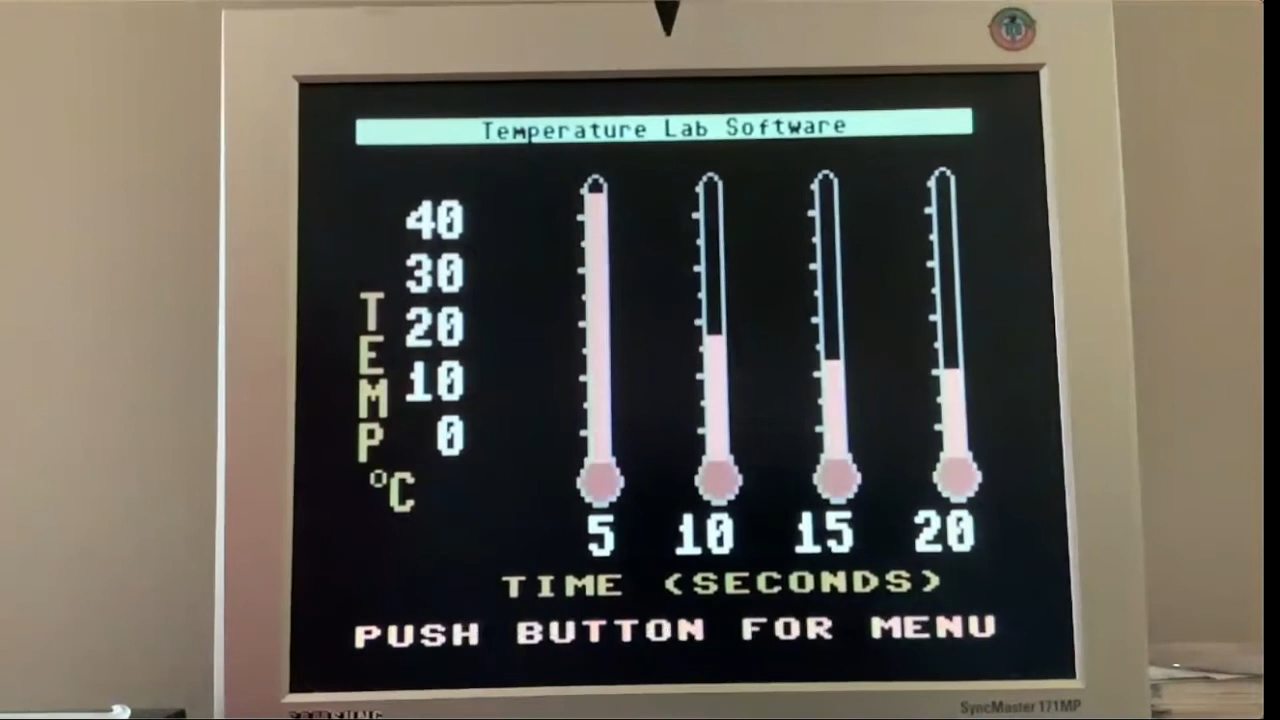 Temperature Lab Software
40
30
20
10
0
TEMP
°C
5 10 15 20
TIME (SECONDS)
PUSH BUTTON FOR MENU
SAMSUNG
SyncMaster 171MP